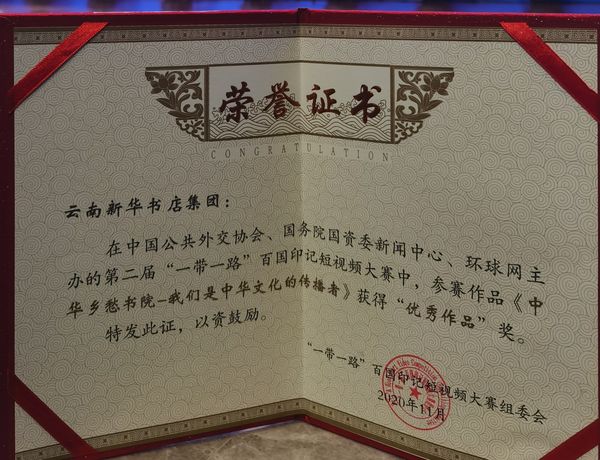 荣誉证书
CONGRATULATION
云南新华书店集团：
在中国公共外交协会、国务院国资委新闻中心、环球网主
办的第二届“一带一路”百国印记短视频大赛中，参赛作品《中
华乡愁书院-我们是中华文化的传播者》获得“优秀作品”奖。
特发此证，以资鼓励。
“一带一路”百国印记短视频大赛组委会
2020年11月